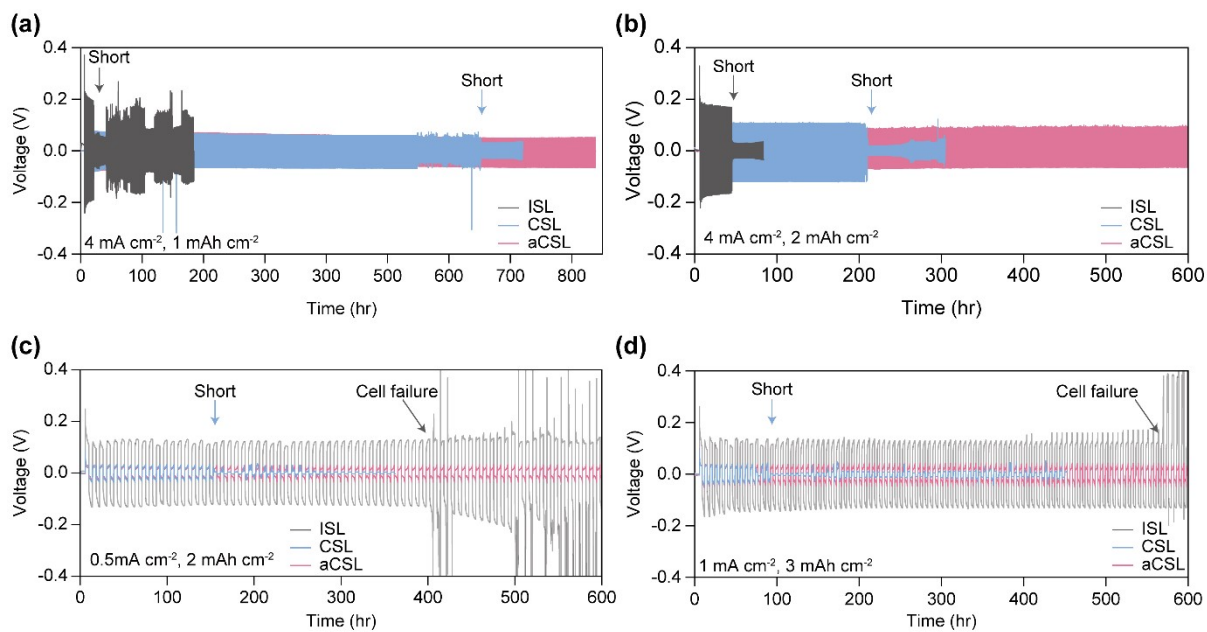 (a)
0.4
0.2
0.0
-0.2
-0.4
Voltage (V)
Short
Short
ISL
CSL
aCSL
4 mA cm-2, 1 mAh cm-2
0 100 200 300 400 500 600 700 800
Time (hr)
(b)
0.4
0.2
0.0
-0.2
-0.4
Voltage (V)
Short
Short
ISL
CSL
aCSL
4 mA cm-2, 2 mAh cm-2
0 100 200 300 400 500 600
Time (hr)
(c)
0.4
0.2
0.0
-0.2
-0.4
Voltage (V)
Short
Cell failure
ISL
CSL
aCSL
0.5mA cm-2, 2 mAh cm-2
0 100 200 300 400 500 600
Time (hr)
(d)
0.4
0.2
0.0
-0.2
-0.4
Voltage (V)
Short
Cell failure
ISL
CSL
aCSL
1 mA cm-2, 3 mAh cm-2
0 100 200 300 400 500 600
Time (hr)